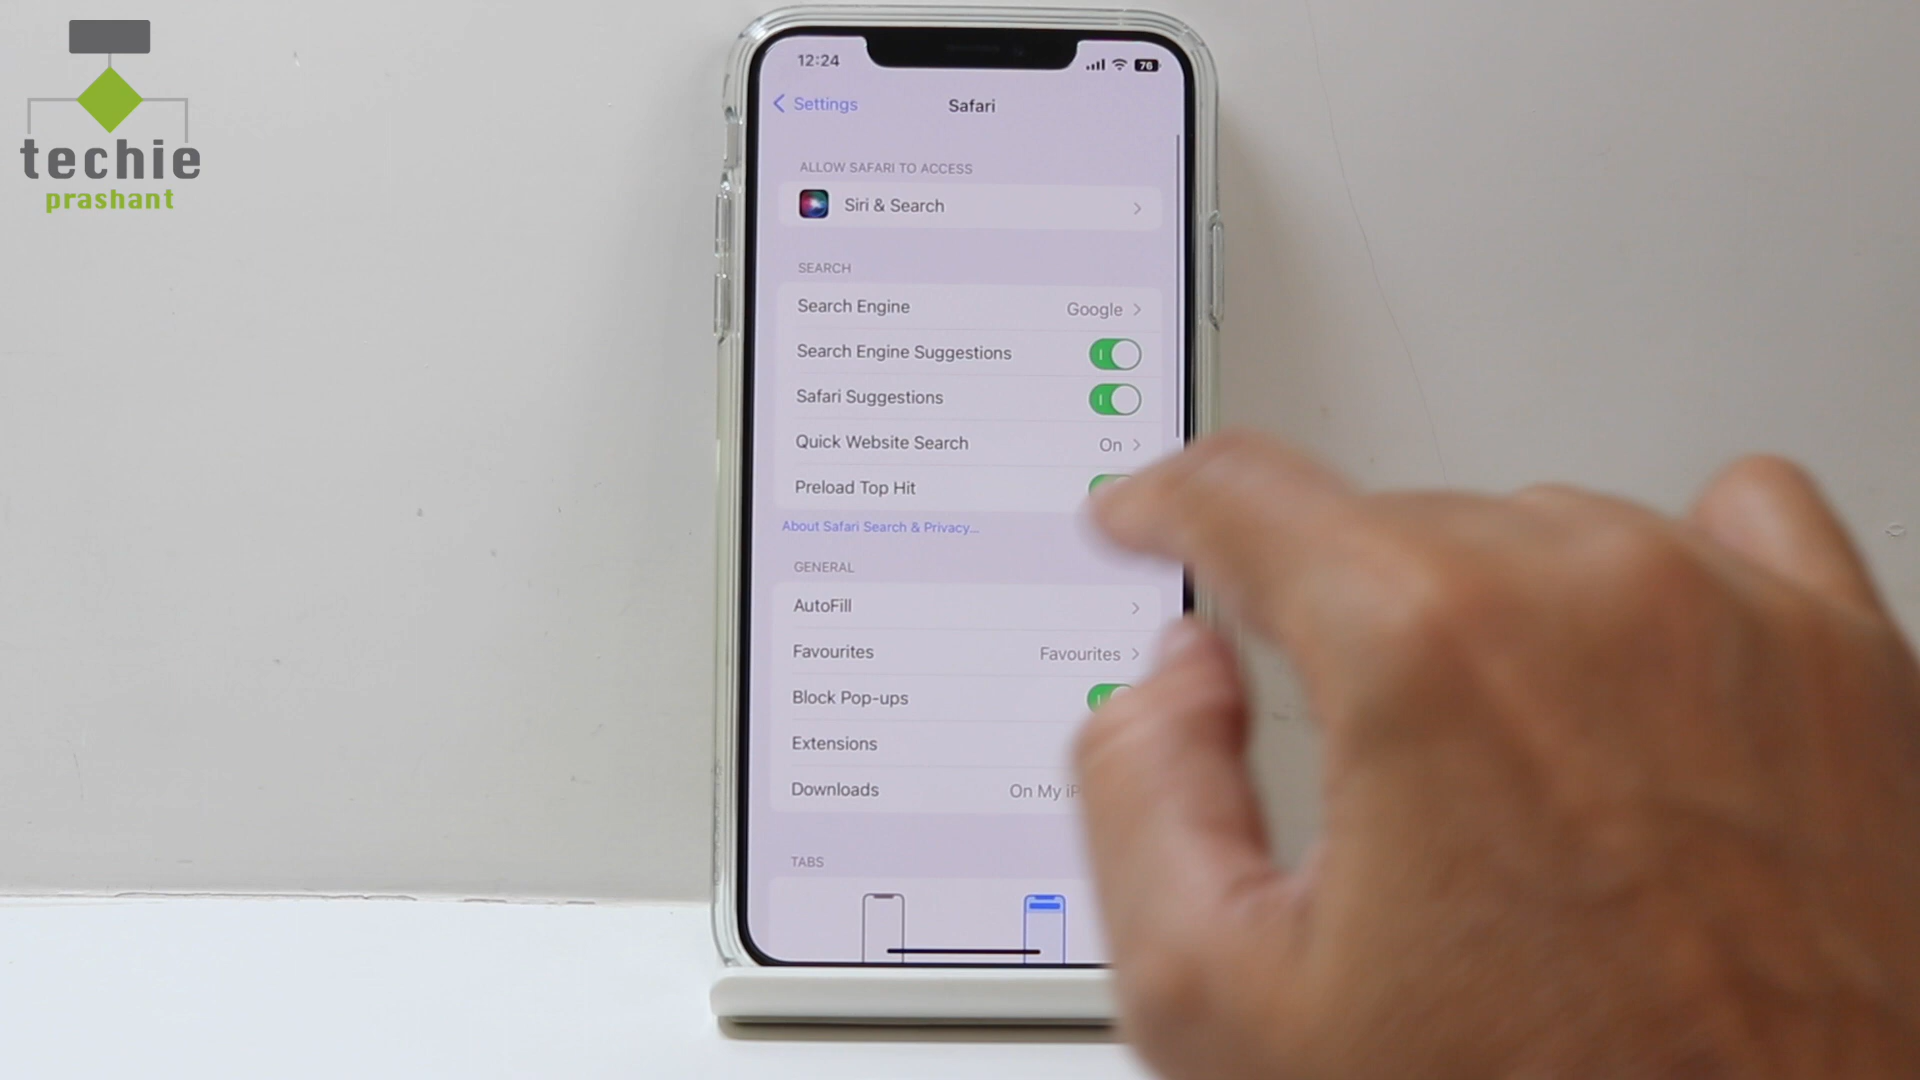 techie
prashant
12:24
76
Settings
Safari
ALLOW SAFARI TO ACCESS
Siri & Search
SEARCH
Search Engine Google
Search Engine Suggestions
Safari Suggestions
Quick Website Search On
Preload Top Hit
About Safari Search & Privacy...
GENERAL
AutoFill
Favourites Favourites
Block Pop-ups
Extensions
Downloads On My iP
TABS